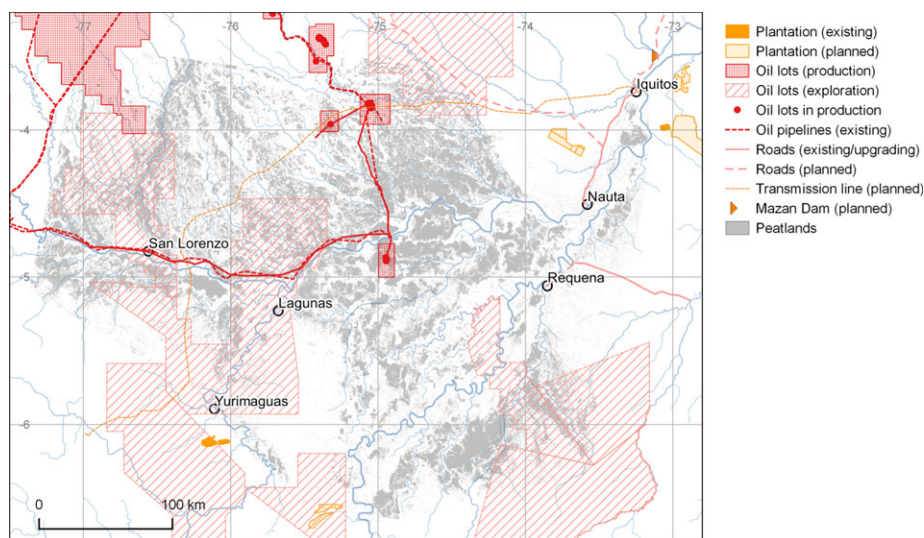 -77
-76
-75
-74
-73
Iquitos
-4
Nauta
San Lorenzo
-5
Requena
Lagunas
Yurimaguas
-6
0
100 km
Plantation (existing)
Plantation (planned)
Oil lots (production)
Oil lots (exploration)
Oil lots in production
Oil pipelines (existing)
Roads (existing/upgrading)
Roads (planned)
Transmission line (planned)
Mazan Dam (planned)
Peatlands